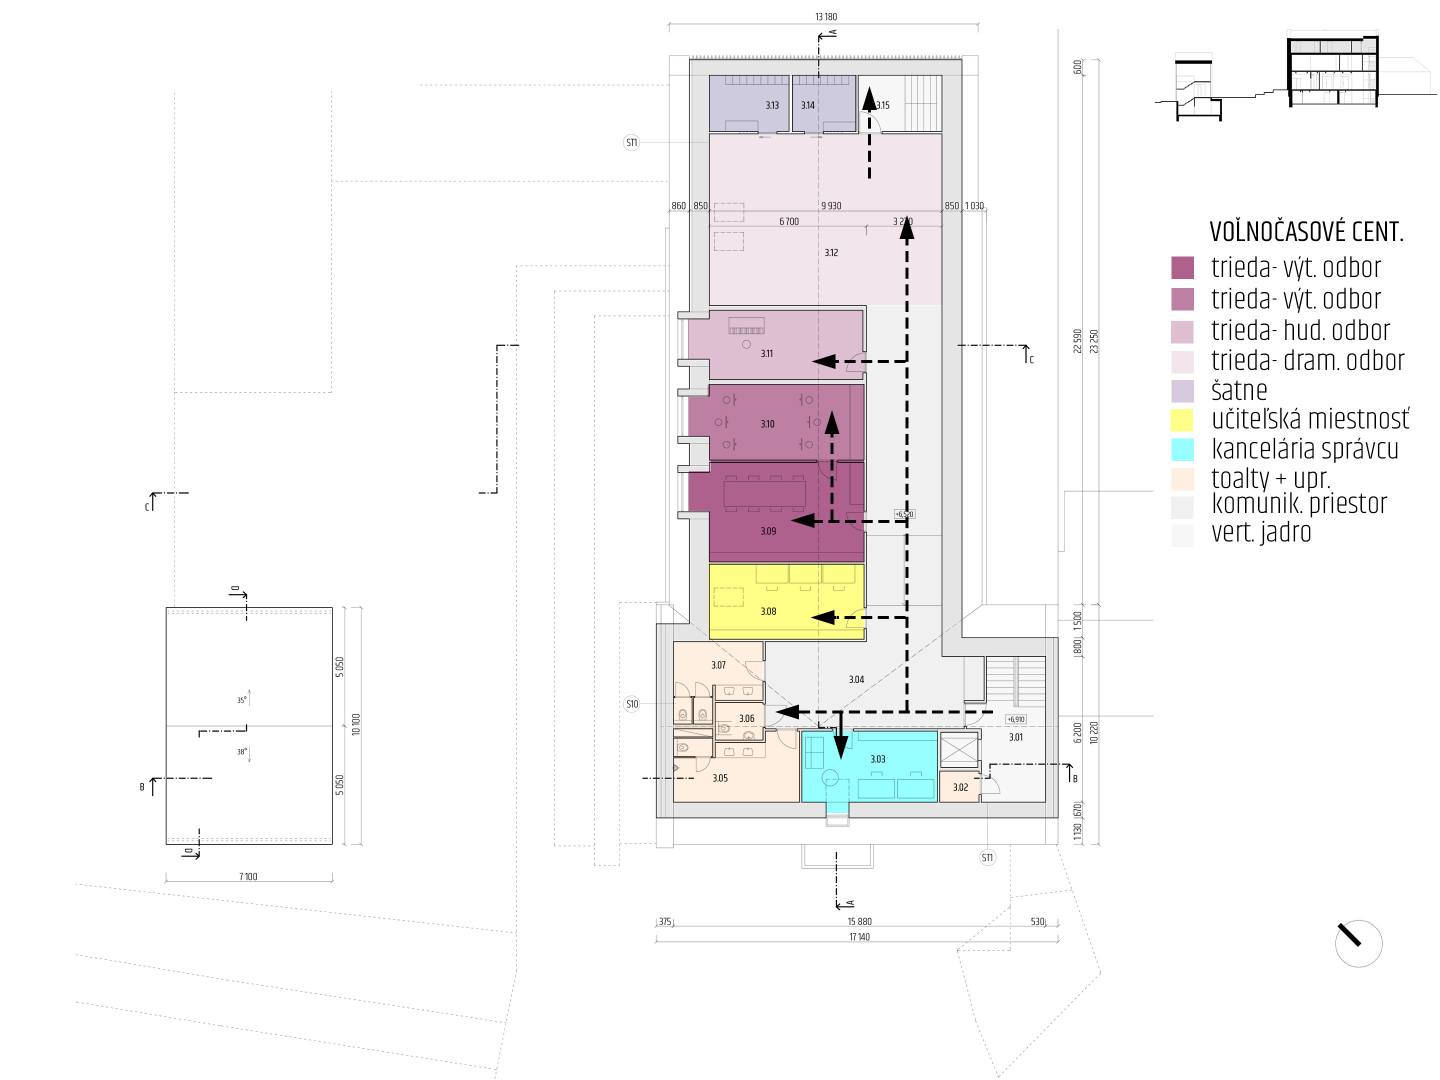 13 180
A
600
3.13
3.14
3.15
ST1
860
850
9 930
850
1 030
6 700
3.12
22 590
23 250
3.11
C
3.10
C
+6,520
3.09
3.08
D
1 500
800
3.07
5 050
35°
3.04
S10
3.06
+6,910
3.01
10 100
38°
6 200
10 220
3.03
3.05
3.02
B
B
5 050
670
1 130
D
ST1
7 100
A
375
15 880
530
17 140
VOĽNOČASOVÉ CENT.
trieda- výt. odbor
trieda- výt. odbor
trieda- hud. odbor
trieda- dram. odbor
šatne
učiteľská miestnosť
kancelária správcu
toalty + upr.
komunik. priestor
vert. jadro